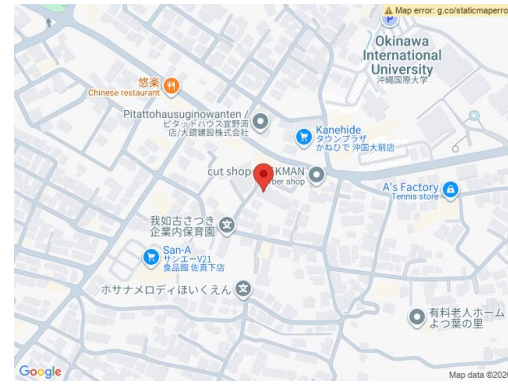 Map error: g.co/staticmaperro
Okinawa
International
University
沖縄国際大学
悠楽
Chinese restaurant
Pitattohausuginowanten /
ピタットハウス宜野湾
店/大鏡建設株式会社
Kanehide
タウンプラザ
かねひで 沖国大前店
cut shop
KMAN
ber shop
A's Factory
Tennis store
我如古さつき
企業内保育園
San-A
サンエーV21
食品館 佐真下店
ホサナメロディほいくえん
有料老人ホーム
よつ葉の里
Google
Map data ©2026